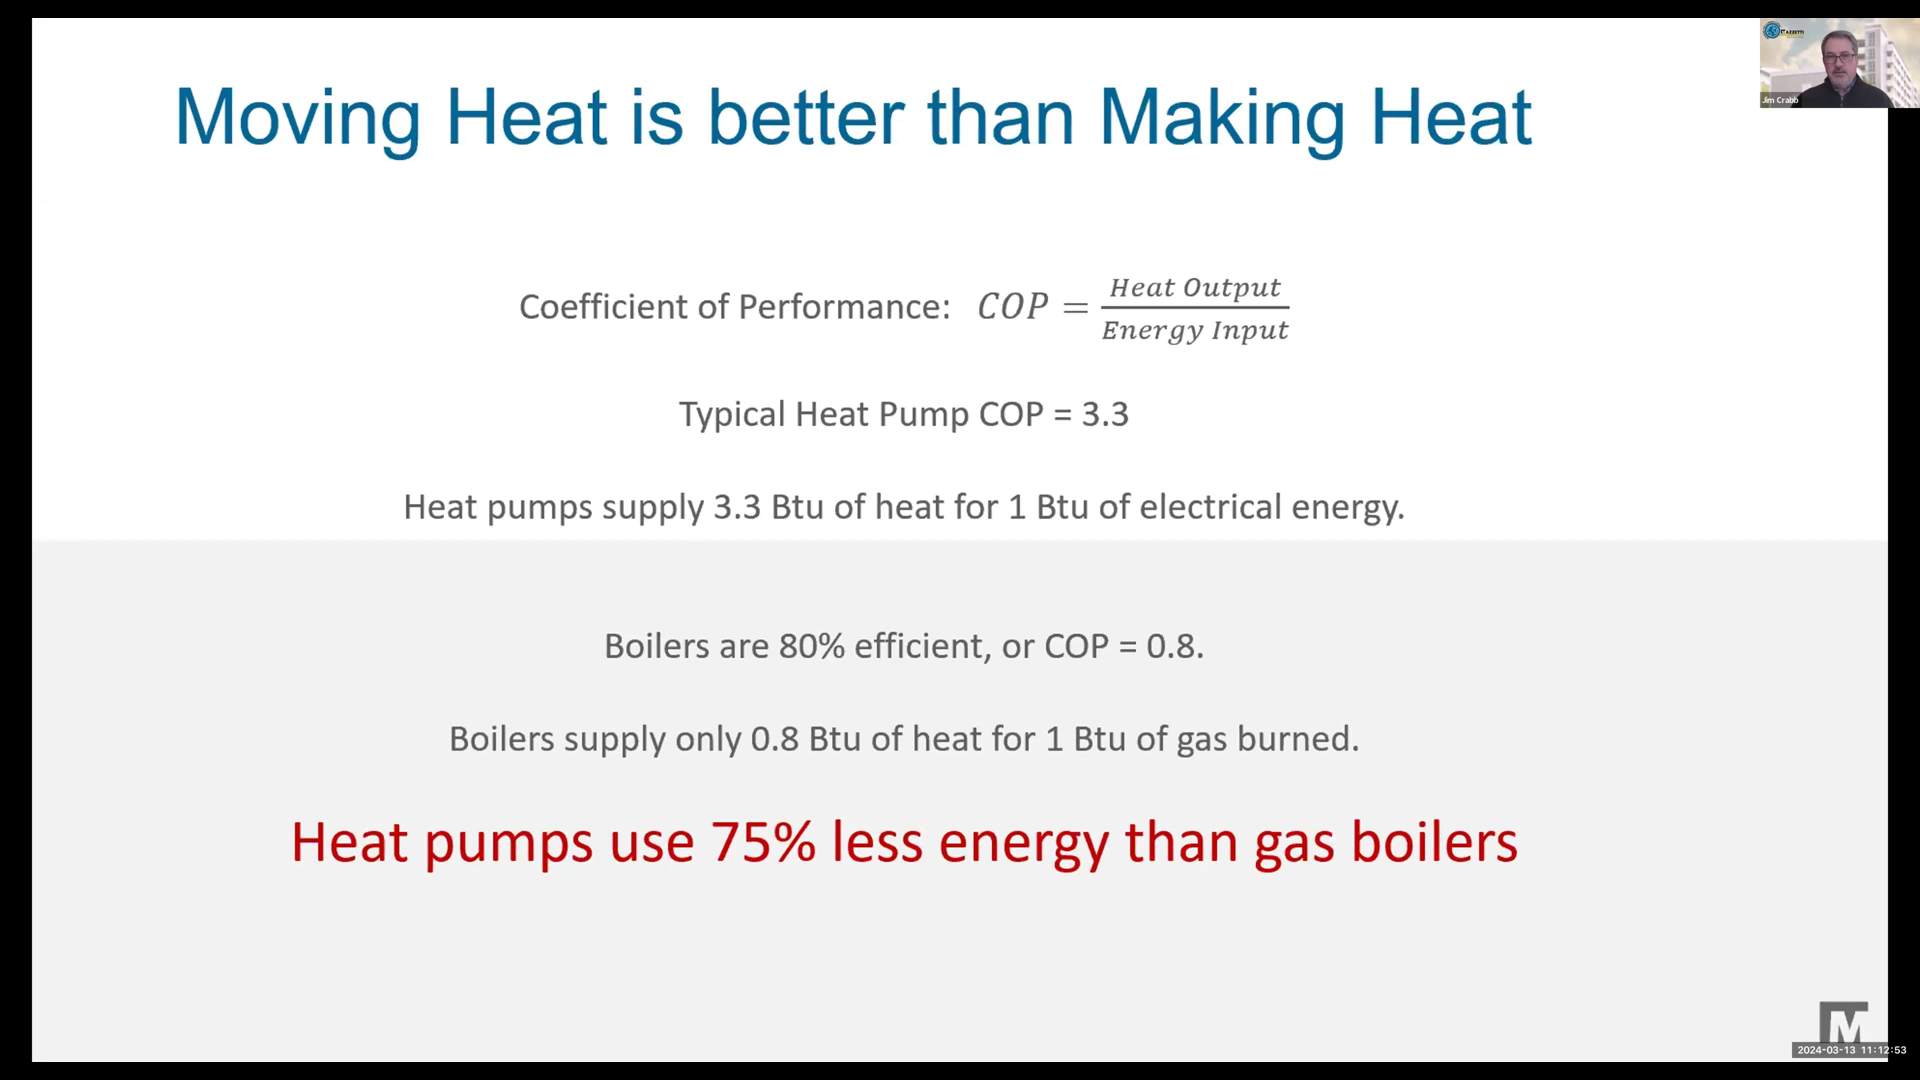 Moving Heat is better than Making Heat
Jim Crabb
Coefficient of Performance: COP = Heat Output / Energy Input
Typical Heat Pump COP = 3.3
Heat pumps supply 3.3 Btu of heat for 1 Btu of electrical energy.
Boilers are 80% efficient, or COP = 0.8.
Boilers supply only 0.8 Btu of heat for 1 Btu of gas burned.
Heat pumps use 75% less energy than gas boilers
M
2024-03-13 11:12:53